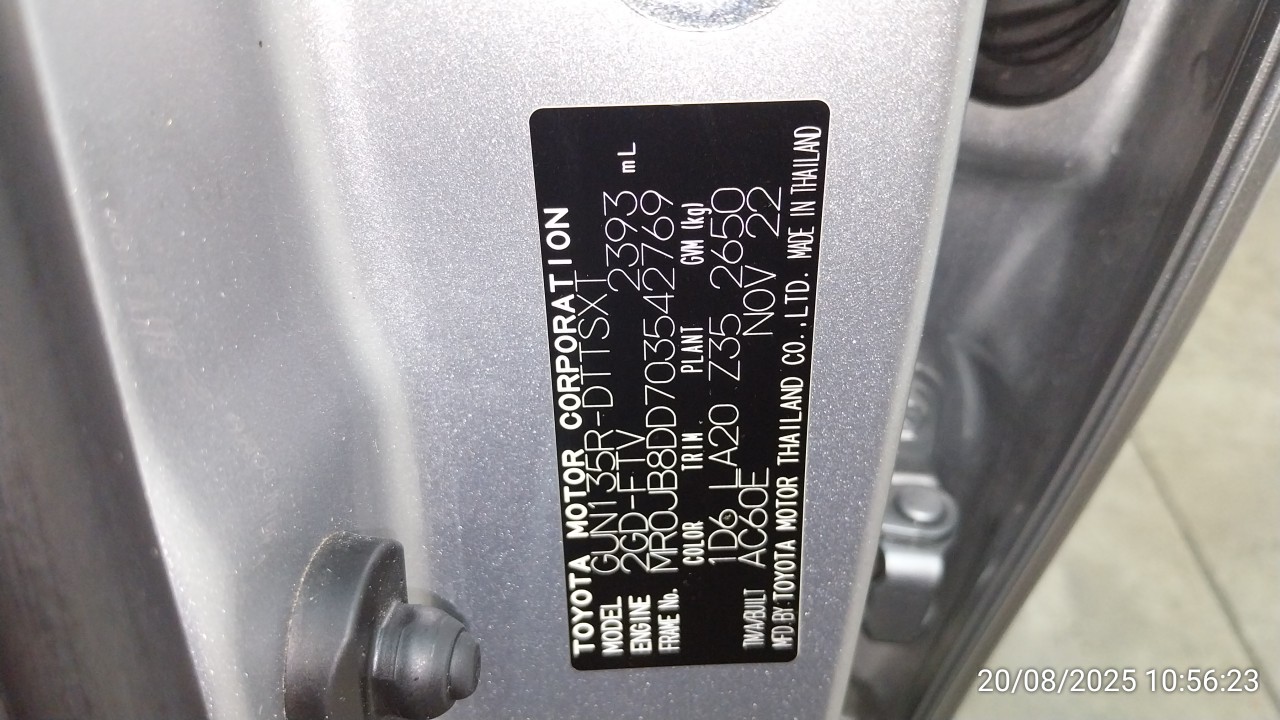 TOYOTA MOTOR CORPORATION
MODEL GUN135R-DTTSXT
ENGINE 2GD-FTV 2393 mL
FRAME No. MR0JB8DD703542769
COLOR TRIM PLANT GVM (kg)
1D6 LA20 Z35 2650
TM/A/BUILT AC60E NOV 22
MFD.BY:TOYOTA MOTOR THAILAND CO.,LTD. MADE IN THAILAND
20/08/2025 10:56:23